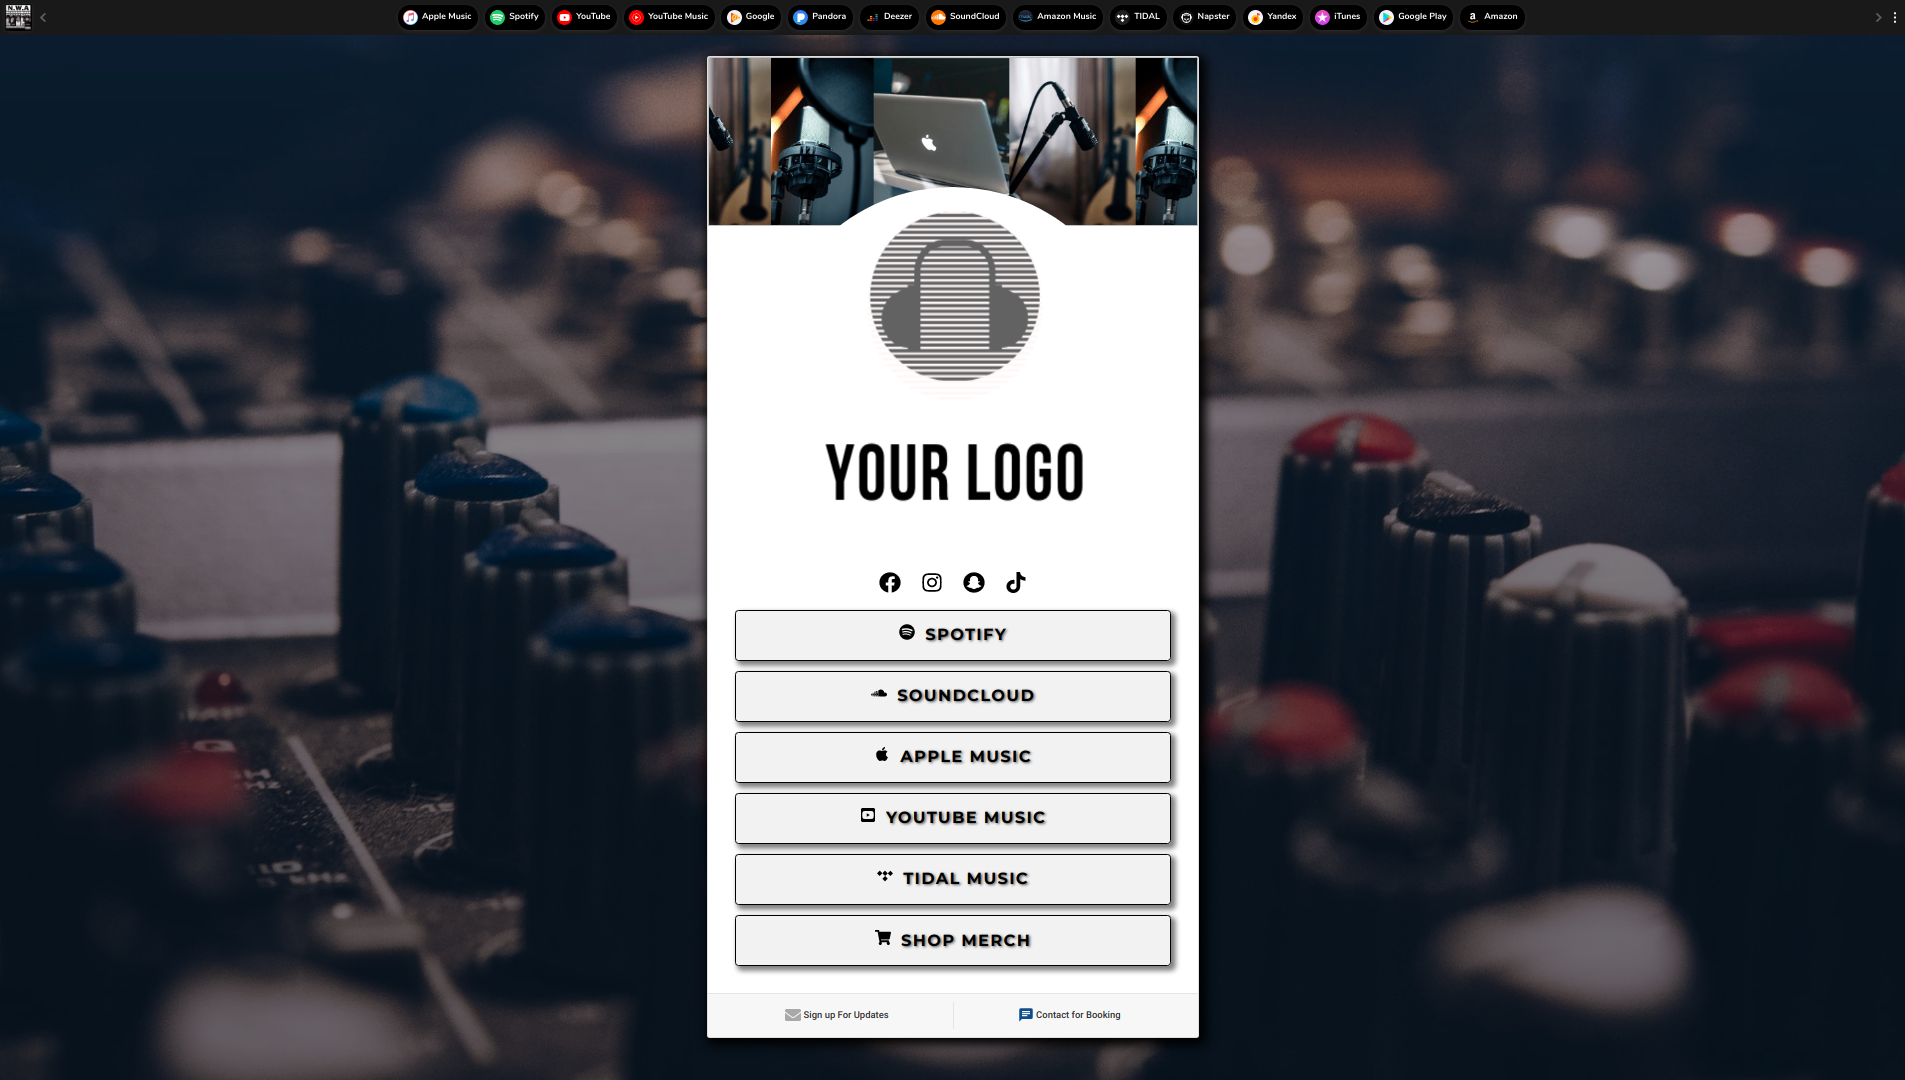 N.W.A
Apple Music
Spotify
YouTube
YouTube Music
Google
Pandora
Deezer
SoundCloud
Amazon Music
TIDAL
Napster
Yandex
iTunes
Google Play
Amazon
YOUR LOGO
SPOTIFY
SOUNDCLOUD
APPLE MUSIC
YOUTUBE MUSIC
TIDAL MUSIC
SHOP MERCH
Sign up For Updates
Contact for Booking